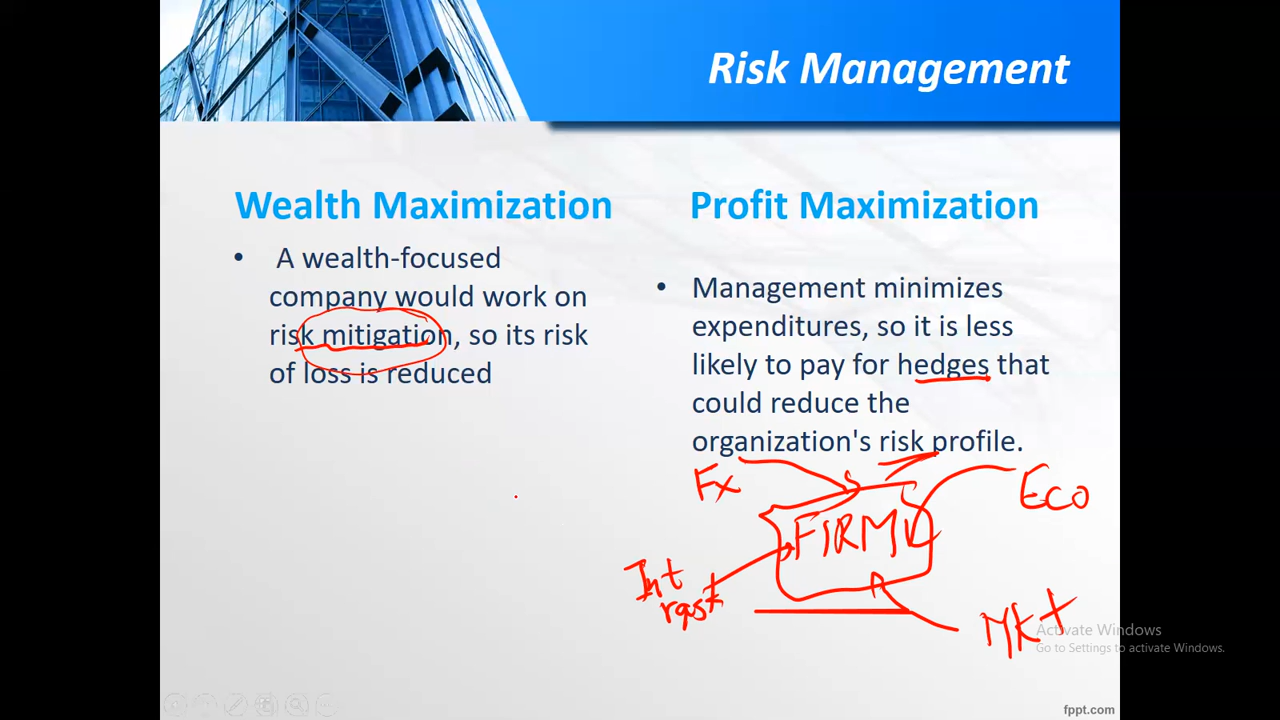 Risk Management
Wealth Maximization
• A wealth-focused
company would work on
risk mitigation, so its risk
of loss is reduced
Profit Maximization
• Management minimizes
expenditures, so it is less
likely to pay for hedges that
could reduce the
organization's risk profile.
Fx
Eco
FIRM
Int
MKt
Activate Windows
Go to Settings to activate Windows.
fppt.com